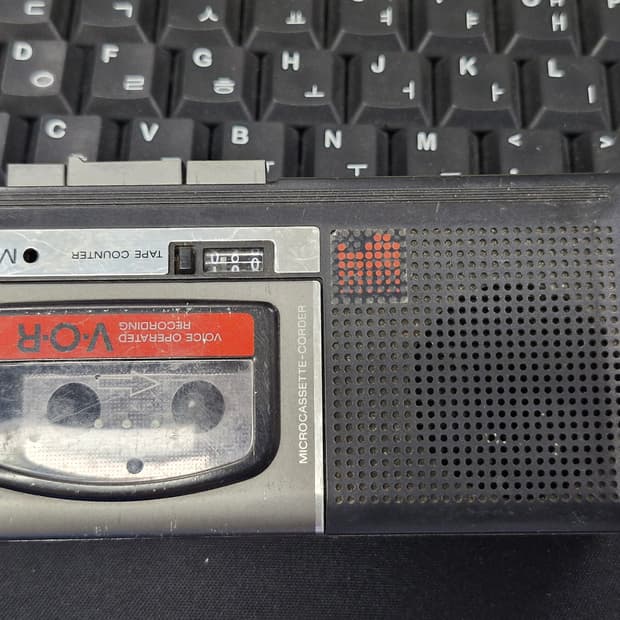 ㄷ ㄱ ㅅ ㅛ ㅕ ㅑ ㅐ
D F G H J K L
ㅇ ㄹ ㅎ ㅗ ㅓ ㅏ ㅣ
C V B N M < >
ㅜ
M
TAPE COUNTER
V·O·R
VOICE OPERATED
RECORDING
MICROCASSETTE-CORDER